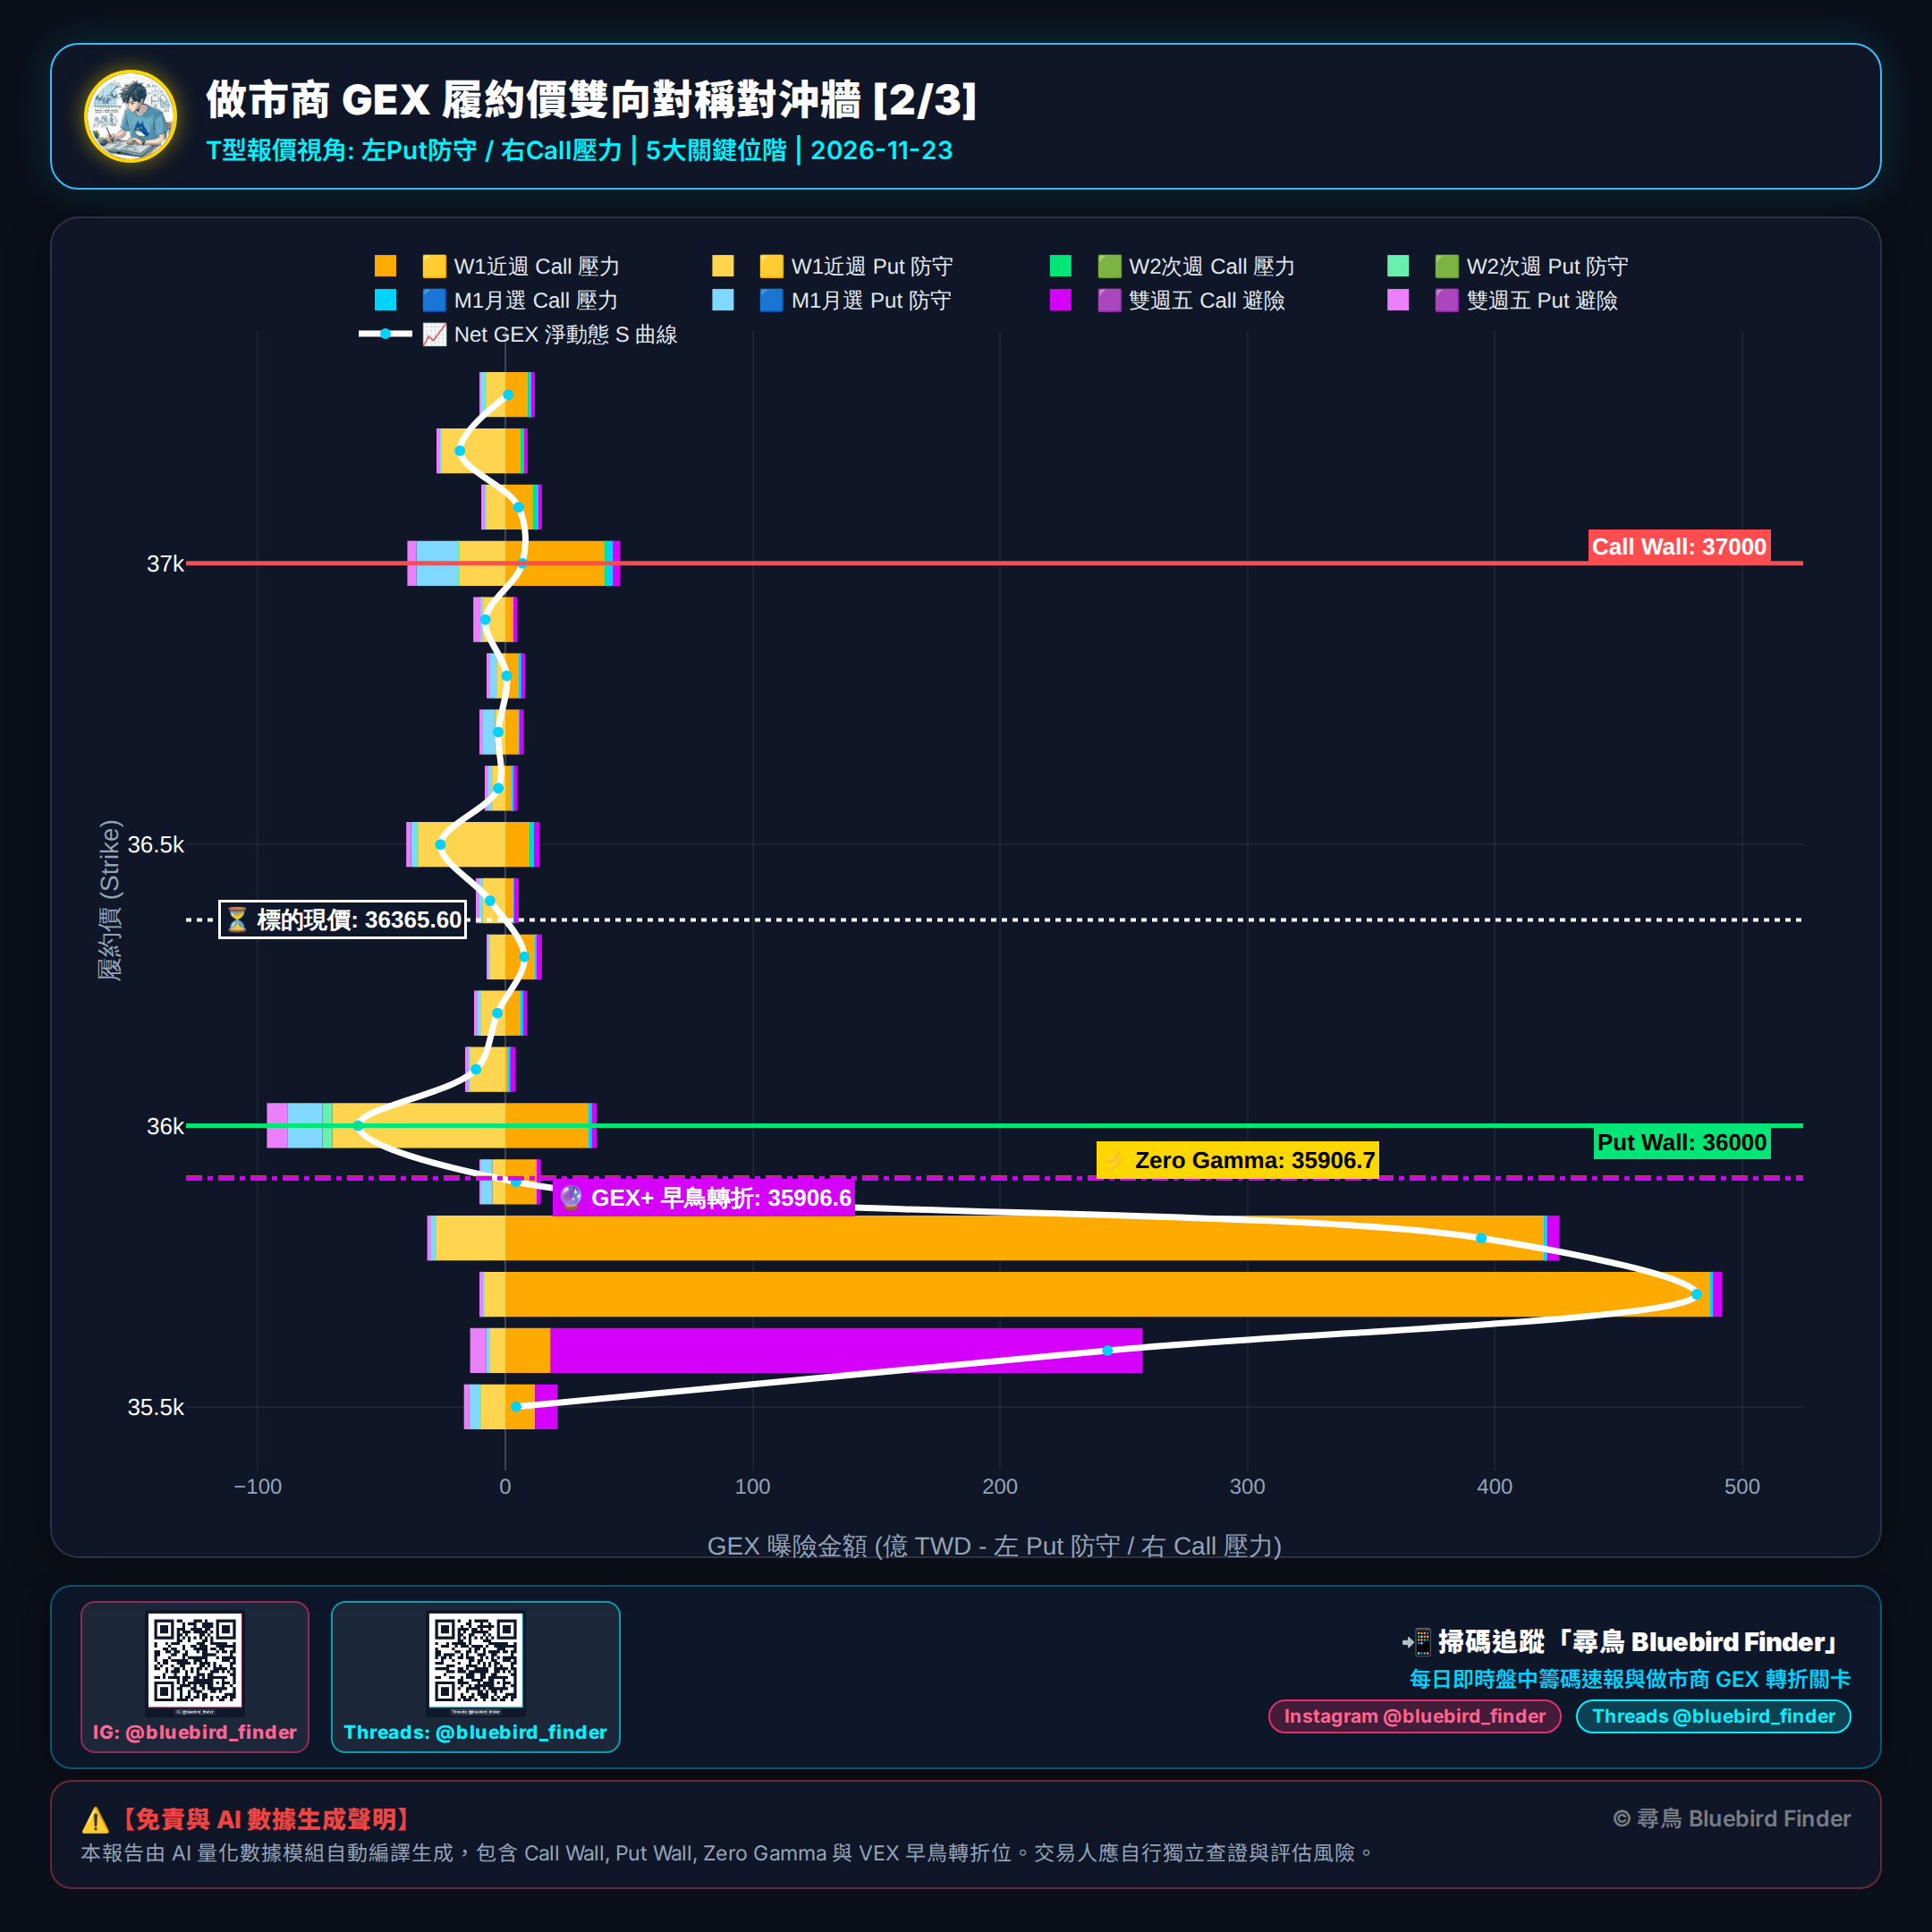 做市商 GEX 履約價雙向對稱對沖牆 [2/3]
T型報價視角: 左Put防守 / 右Call壓力 | 5大關鍵位階 | 2026-11-23
W1近週 Call 壓力
W1近週 Put 防守
W2次週 Call 壓力
W2次週 Put 防守
M1月選 Call 壓力
M1月選 Put 防守
雙週五 Call 避險
雙週五 Put 避險
Net GEX 淨動態 S 曲線
37k
Call Wall: 37000
36.5k
履約價 (Strike)
標的現價: 36365.60
36k
Put Wall: 36000
Zero Gamma: 35906.7
GEX+ 早鳥轉折: 35906.6
35.5k
−100 0 100 200 300 400 500
GEX 曝險金額 (億 TWD - 左 Put 防守 / 右 Call 壓力)
IG: @bluebird_finder
Threads: @bluebird_finder
IG: @bluebird_finder
Threads: @bluebird_finder
掃碼追蹤「尋鳥 Bluebird Finder」
每日即時盤中籌碼速報與做市商 GEX 轉折關卡
Instagram @bluebird_finder
Threads @bluebird_finder
【免責與 AI 數據生成聲明】
© 尋鳥 Bluebird Finder
本報告由 AI 量化數據模組自動編譯生成，包含 Call Wall, Put Wall, Zero Gamma 與 VEX 早鳥轉折位。交易人應自行獨立查證與評估風險。